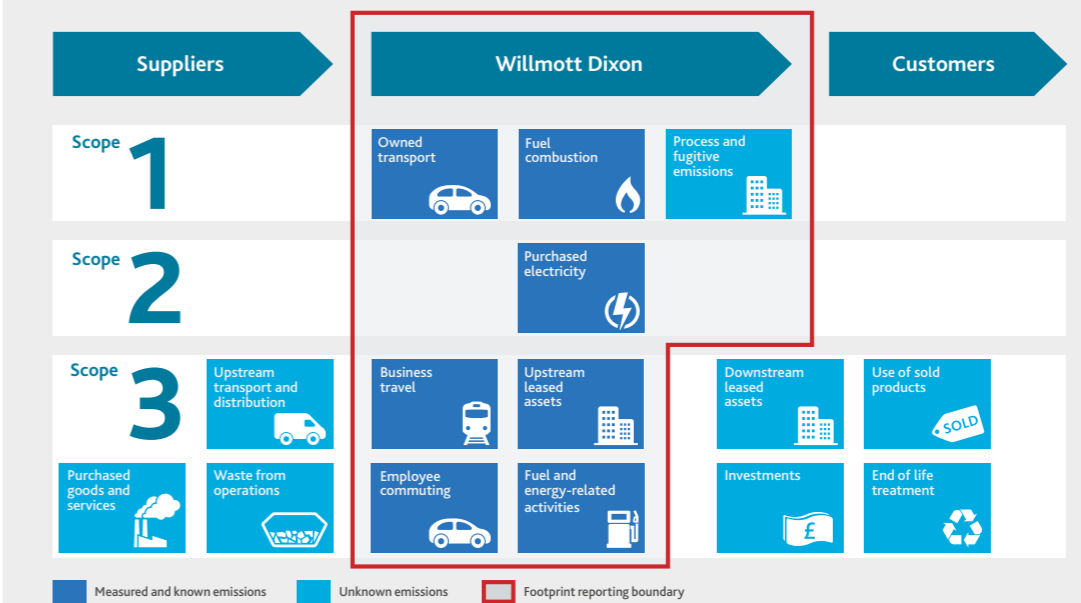 Suppliers
Willmott Dixon
Customers
Scope 1
Owned
transport
Fuel
combustion
Process and
fugitive
emissions
Scope 2
Purchased
electricity
Scope 3
Upstream
transport and
distribution
Business
travel
Upstream
leased
assets
Downstream
leased
assets
Use of sold
products
SOLD
Purchased
goods and
services
Waste from
operations
Employee
commuting
Fuel and
energy-related
activities
Investments
£
End of life
treatment
Measured and known emissions
Unknown emissions
Footprint reporting boundary